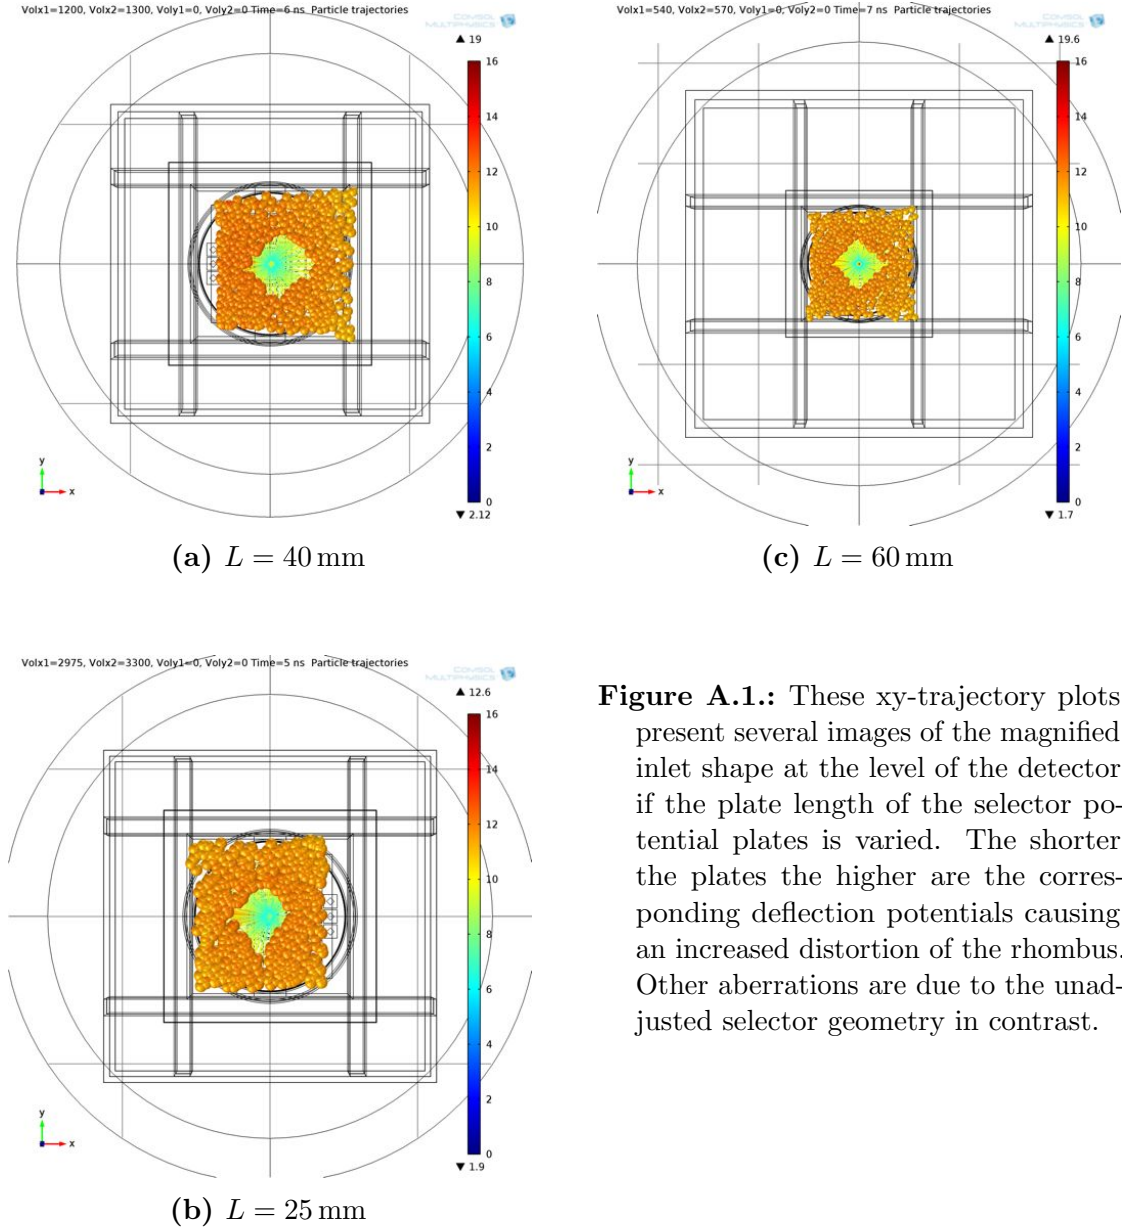 Volx1=1200, Volx2=1300, Voly1=0, Voly2=0 Time=6 ns  Particle trajectories
COMSOL
MULTIPHYSICS
▲ 19
16
14
12
10
8
6
4
2
0
▼ 2.12
y
x
(a) L = 40 mm
Volx1=540, Volx2=570, Voly1=0, Voly2=0 Time=7 ns  Particle trajectories
COMSOL
MULTIPHYSICS
▲ 19.6
16
14
12
10
8
6
4
2
0
▼ 1.7
y
x
(c) L = 60 mm
Volx1=2975, Volx2=3300, Voly1=0, Voly2=0 Time=5 ns  Particle trajectories
COMSOL
MULTIPHYSICS
▲ 12.6
16
14
12
10
8
6
4
2
0
▼ 1.9
y
x
(b) L = 25 mm
Figure A.1.: These xy-trajectory plots
present several images of the magnified
inlet shape at the level of the detector
if the plate length of the selector po-
tential plates is varied. The shorter
the plates the higher are the corres-
ponding deflection potentials causing
an increased distortion of the rhombus.
Other aberrations are due to the unad-
justed selector geometry in contrast.